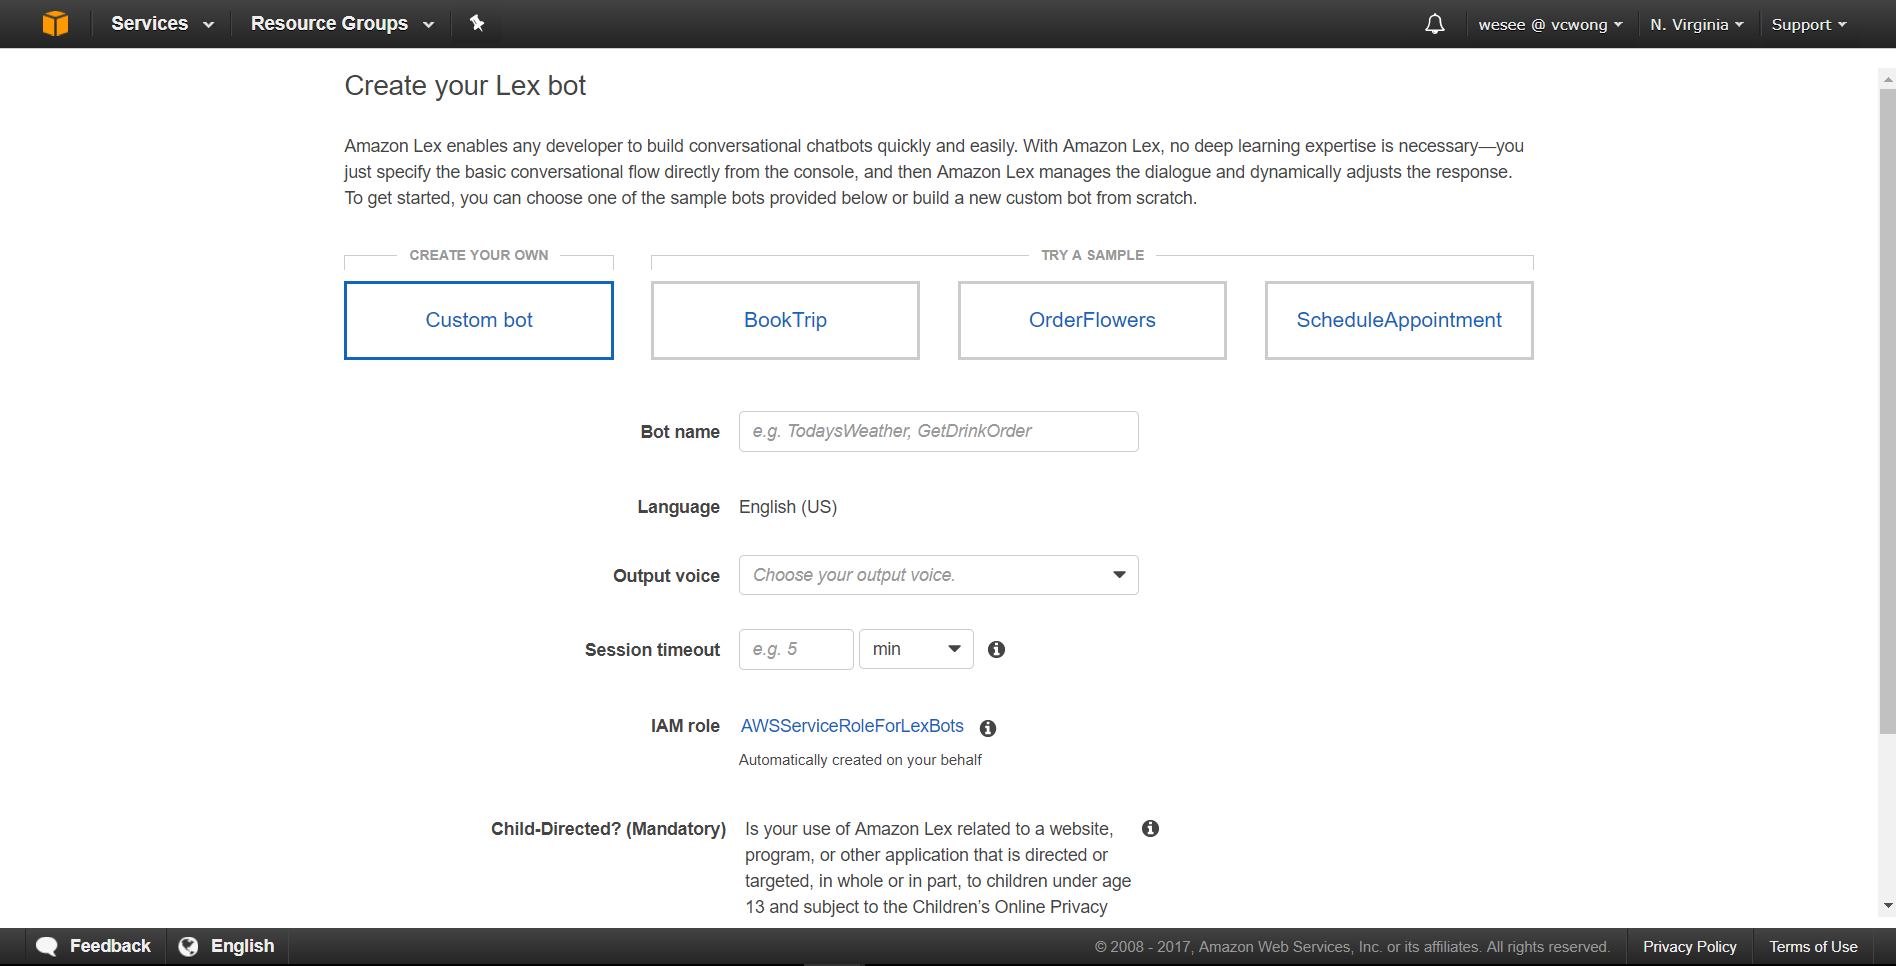 Services
Resource Groups
wesee @ vcwong
N. Virginia
Support
Create your Lex bot
Amazon Lex enables any developer to build conversational chatbots quickly and easily. With Amazon Lex, no deep learning expertise is necessary—you
just specify the basic conversational flow directly from the console, and then Amazon Lex manages the dialogue and dynamically adjusts the response.
To get started, you can choose one of the sample bots provided below or build a new custom bot from scratch.
CREATE YOUR OWN
TRY A SAMPLE
Custom bot
BookTrip
OrderFlowers
ScheduleAppointment
Bot name
e.g. TodaysWeather, GetDrinkOrder
Language
English (US)
Output voice
Choose your output voice.
Session timeout
e.g. 5
min
IAM role
AWSServiceRoleForLexBots
Automatically created on your behalf
Child-Directed? (Mandatory)
Is your use of Amazon Lex related to a website,
program, or other application that is directed or
targeted, in whole or in part, to children under age
13 and subject to the Children’s Online Privacy
Feedback
English
© 2008 - 2017, Amazon Web Services, Inc. or its affiliates. All rights reserved.
Privacy Policy
Terms of Use